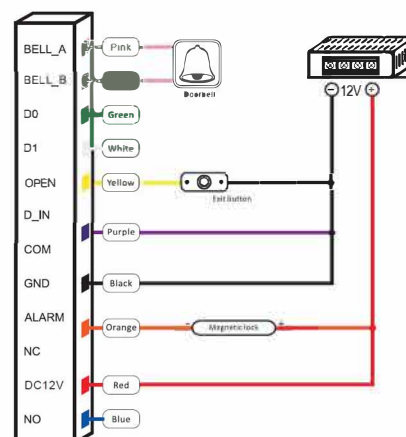 BELL_A
Pink
BELL_B
Doorbell
D0
Green
D1
White
OPEN
Yellow
Exit Button
D_IN
Purple
COM
GND
Black
ALARM
Orange
- Magnetic lock +
NC
DC12V
Red
NO
Blue
- 12V +